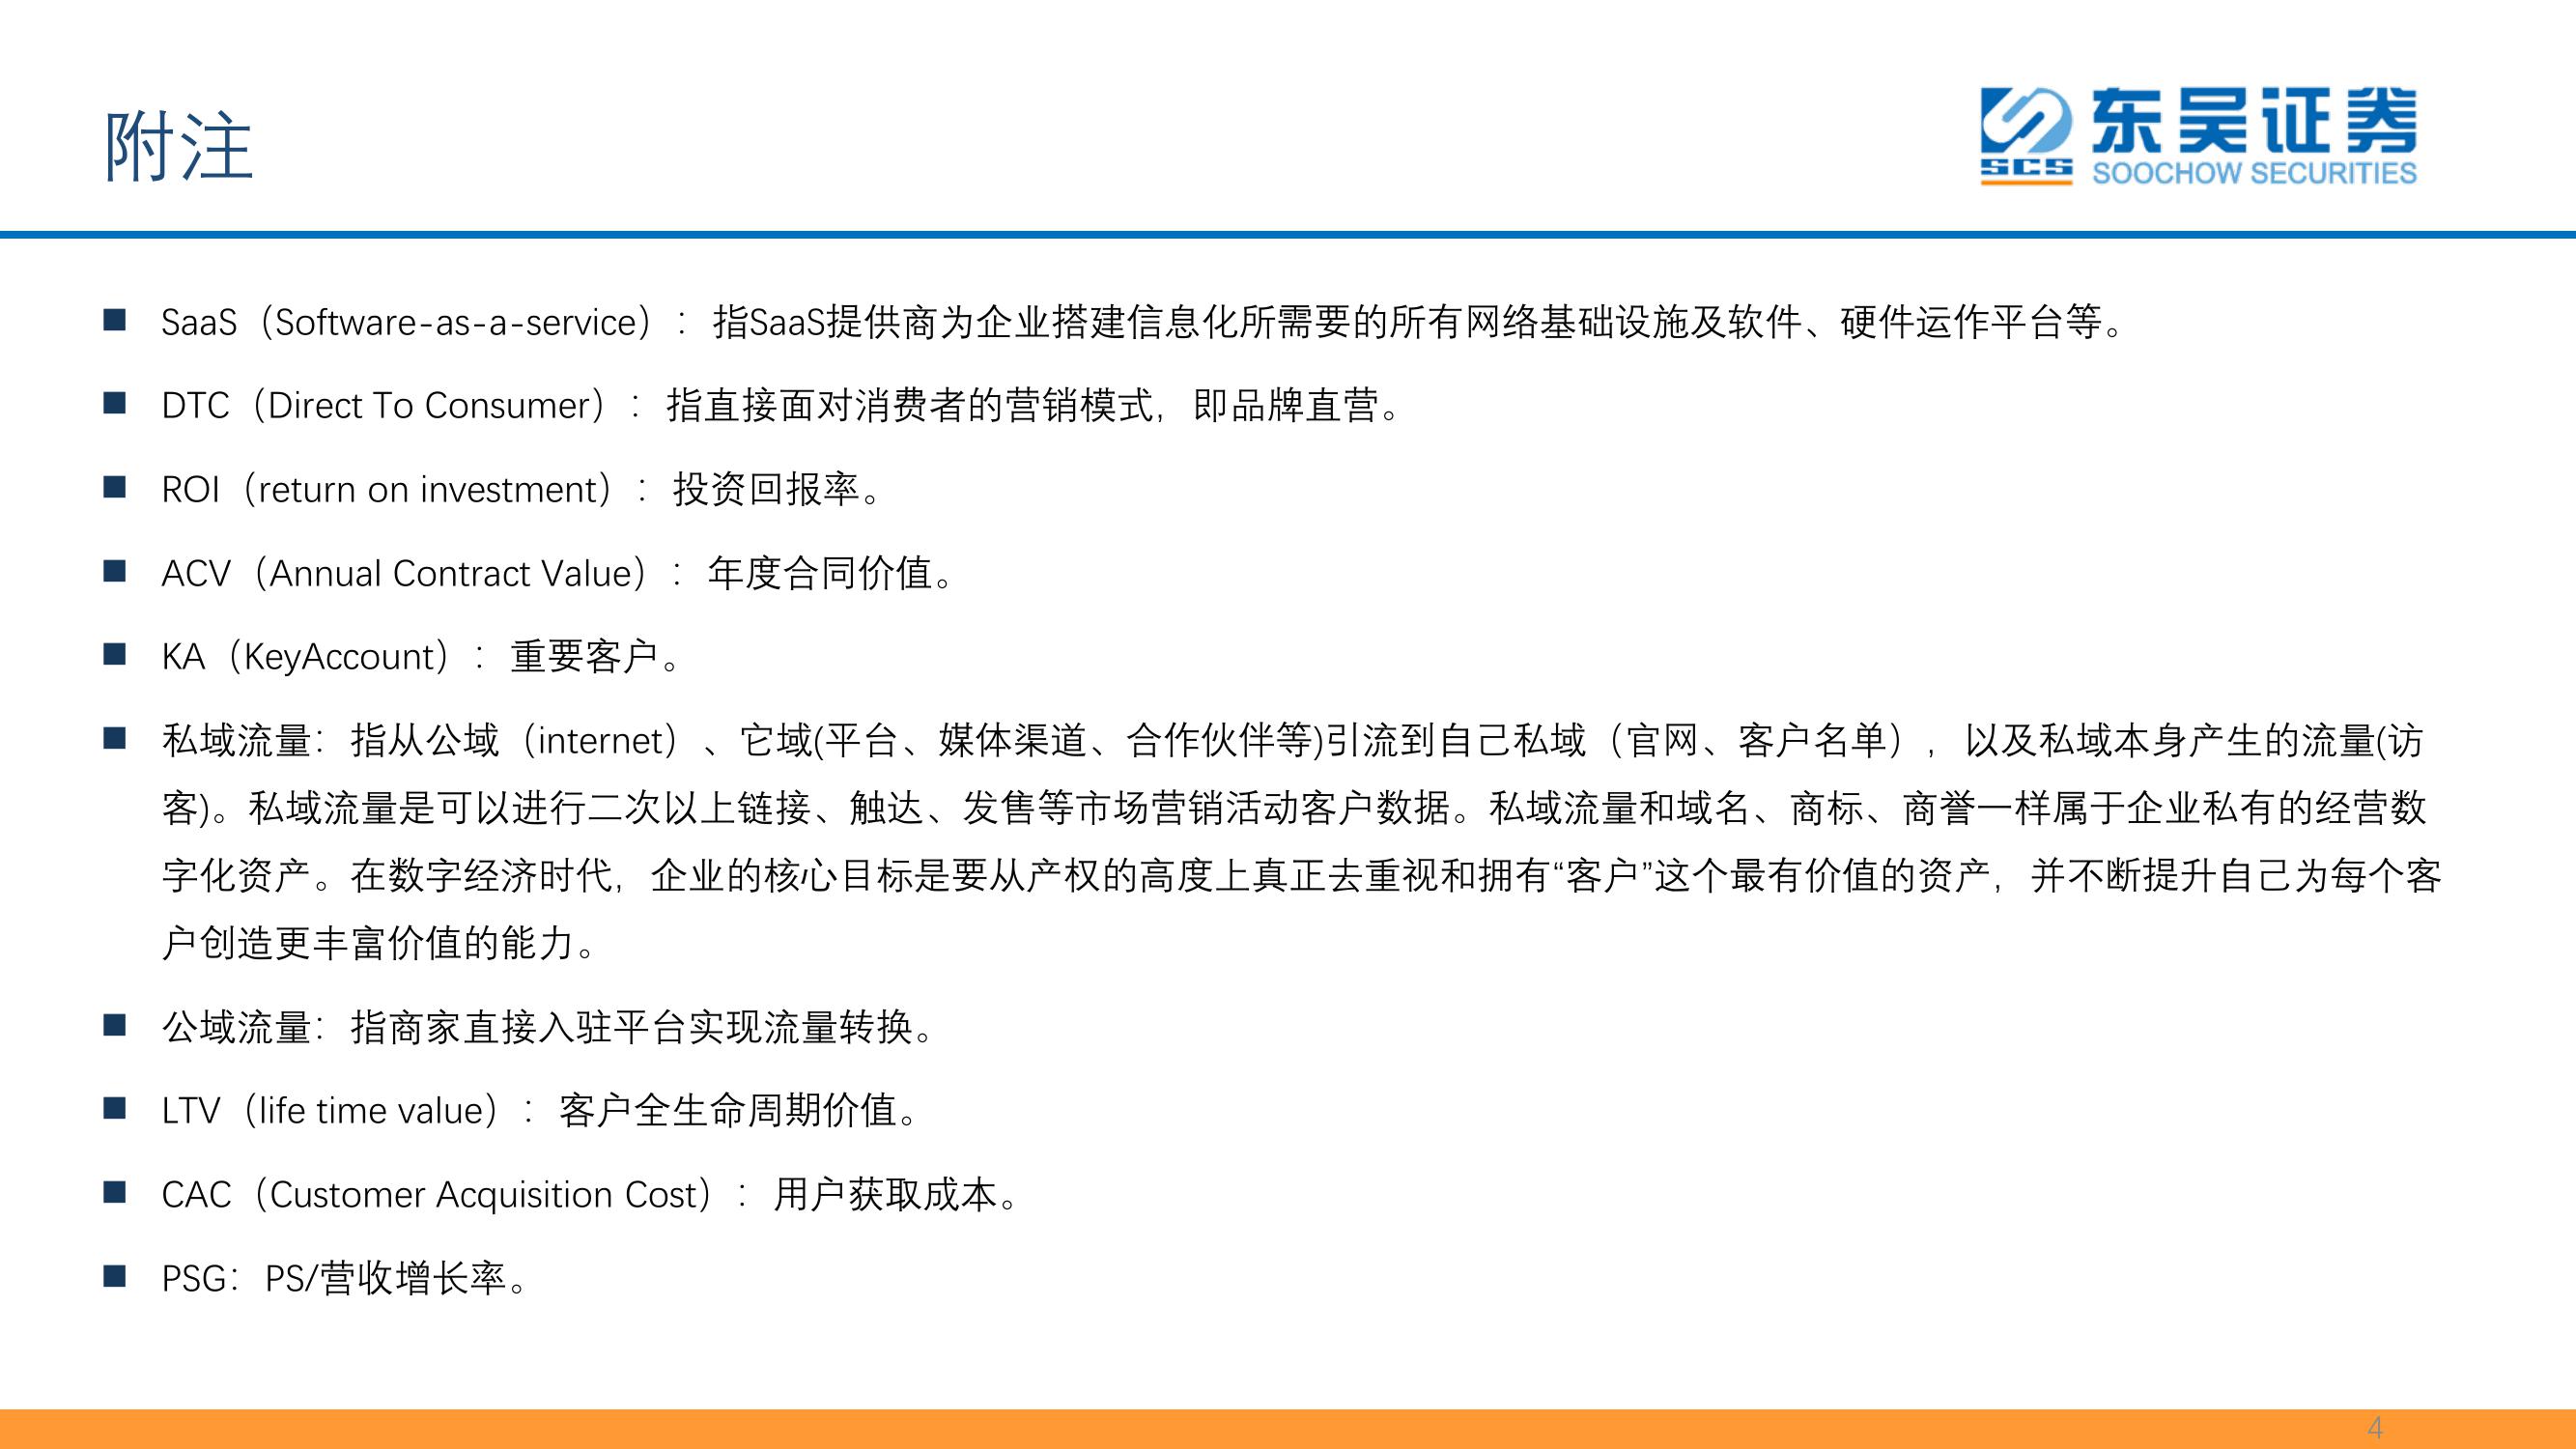 附注
东吴证券
SCS
SOOCHOW SECURITIES
■ SaaS（Software-as-a-service）：指SaaS提供商为企业搭建信息化所需要的所有网络基础设施及软件、硬件运作平台等。
■ DTC（Direct To Consumer）：指直接面对消费者的营销模式，即品牌直营。
■ ROI（return on investment）：投资回报率。
■ ACV（Annual Contract Value）：年度合同价值。
■ KA（KeyAccount）：重要客户。
■ 私域流量：指从公域（internet）、它域(平台、媒体渠道、合作伙伴等)引流到自己私域（官网、客户名单），以及私域本身产生的流量(访
客)。私域流量是可以进行二次以上链接、触达、发售等市场营销活动客户数据。私域流量和域名、商标、商誉一样属于企业私有的经营数
字化资产。在数字经济时代，企业的核心目标是要从产权的高度上真正去重视和拥有“客户”这个最有价值的资产，并不断提升自己为每个客
户创造更丰富价值的能力。
■ 公域流量：指商家直接入驻平台实现流量转换。
■ LTV（life time value）：客户全生命周期价值。
■ CAC（Customer Acquisition Cost）：用户获取成本。
■ PSG：PS/营收增长率。
4